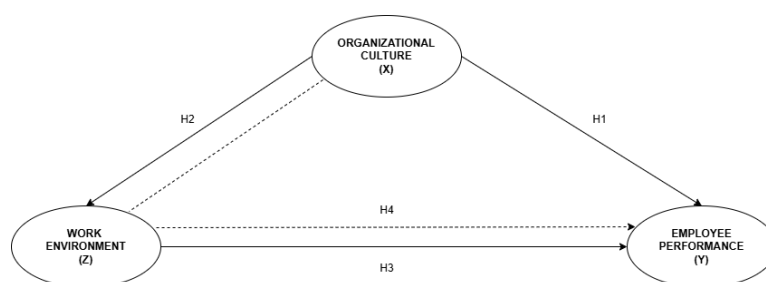 ORGANIZATIONAL
CULTURE
(X)
H2
H1
H4
WORK
ENVIRONMENT
(Z)
EMPLOYEE
PERFORMANCE
(Y)
H3